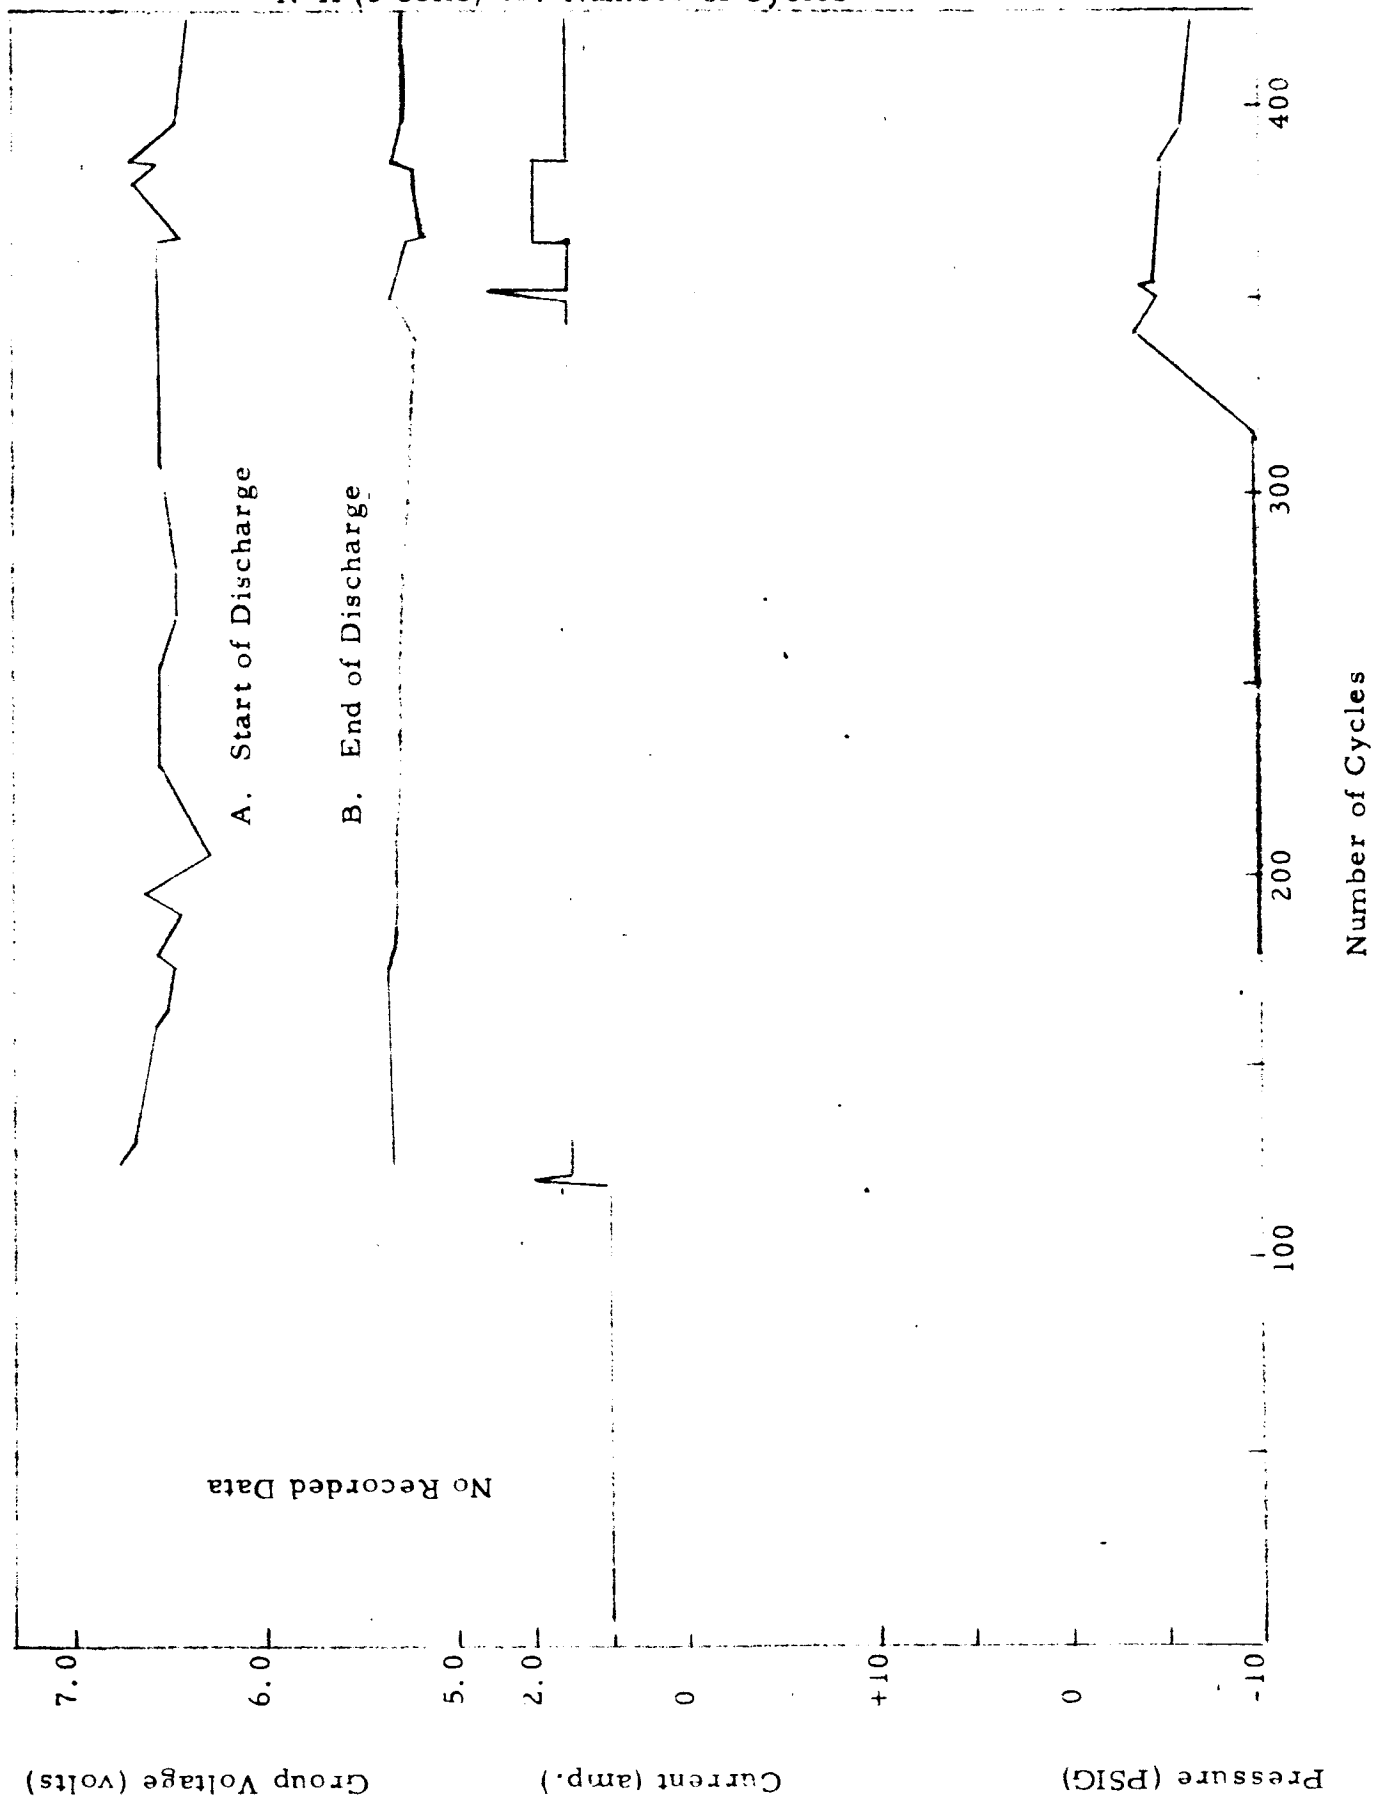 No Recorded Data
A. Start of Discharge
B. End of Discharge
Group Voltage (volts)
7.0
6.0
5.0
Current (amp.)
2.0
0
Pressure (PSIG)
+10
0
-10
100
200
300
400
Number of Cycles